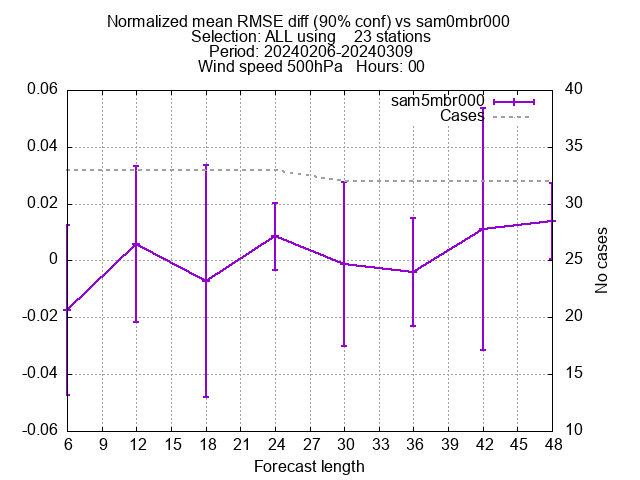 Normalized mean RMSE diff (90% conf) vs sam0mbr000
Selection: ALL using    23 stations
Period: 20240206-20240309
Wind speed 500hPa   Hours: 00
sam5mbr000
Cases
0.06
0.04
0.02
0
-0.02
-0.04
-0.06
40
35
30
25
20
15
10
No cases
6 9 12 15 18 21 24 27 30 33 36 39 42 45 48
Forecast length